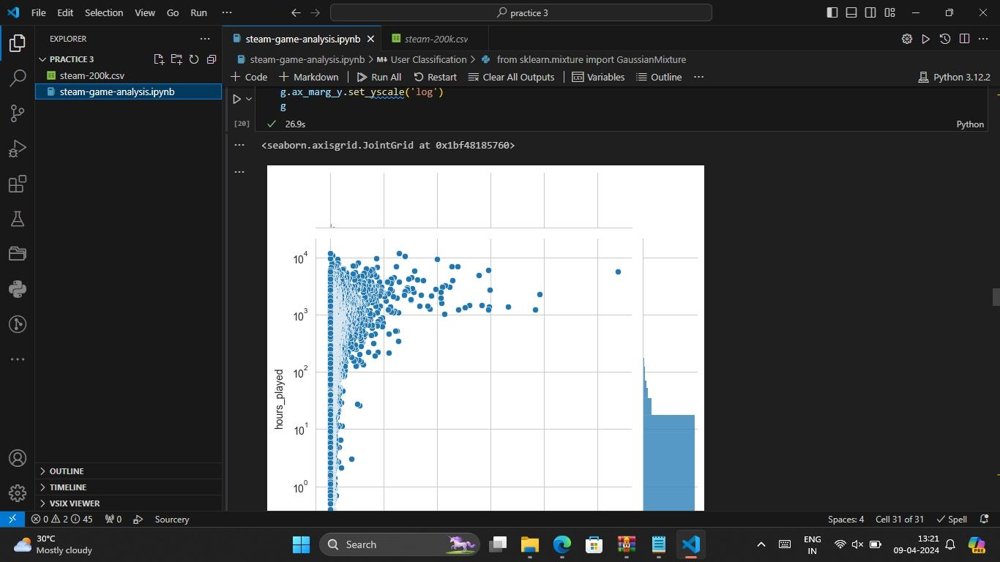 File Edit Selection View Go Run ··· practice 3
EXPLORER
PRACTICE 3
steam-200k.csv
steam-game-analysis.ipynb
OUTLINE
TIMELINE
VSIX VIEWER
steam-game-analysis.ipynb steam-200k.csv
steam-game-analysis.ipynb > M↓ User Classification > from sklearn.mixture import GaussianMixture
+ Code + Markdown Run All Restart Clear All Outputs Variables Outline ··· Python 3.12.2
g.ax_marg_y.set_yscale('log')
g
[20] 26.9s Python
<seaborn.axisgrid.JointGrid at 0x1bf48185760>
10^4
10^3
10^2
10^1
10^0
hours_played
0 2 45 0 Sourcery Spaces: 4 Cell 31 of 31 Spell
30°C
Mostly cloudy
Search
ENG
IN
13:21
09-04-2024
PRE